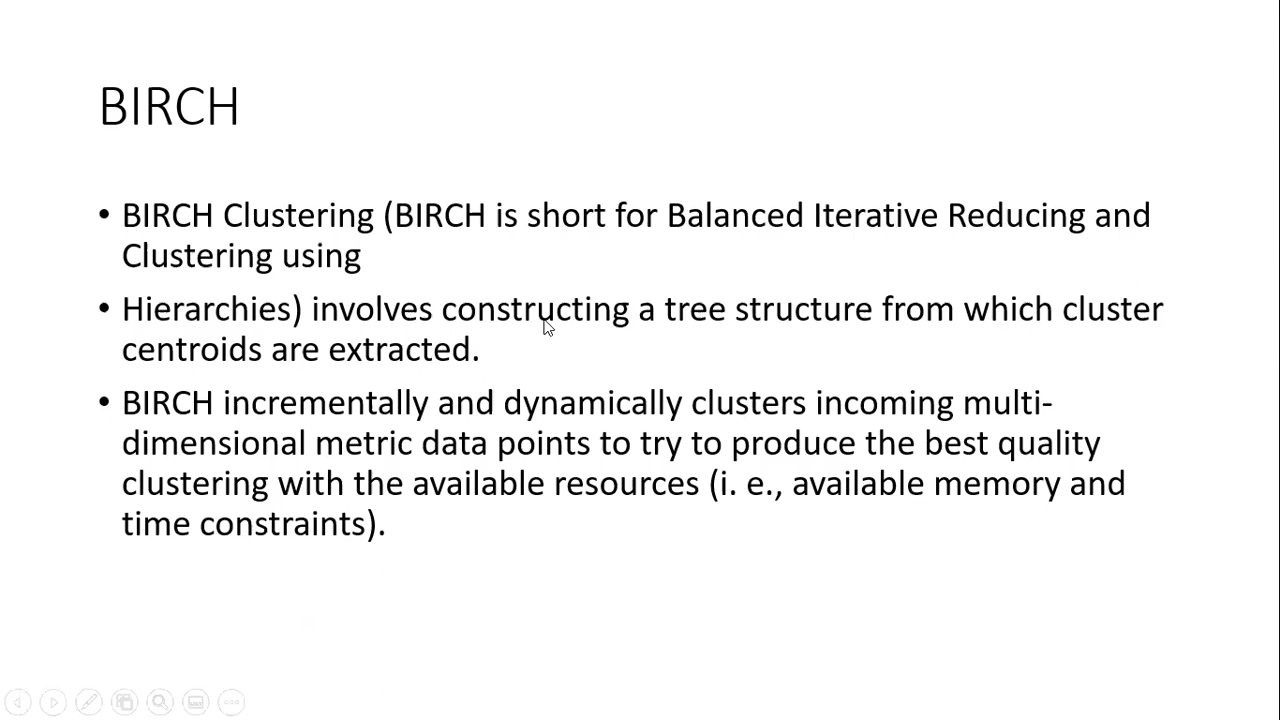 BIRCH
• BIRCH Clustering (BIRCH is short for Balanced Iterative Reducing and
Clustering using
• Hierarchies) involves constructing a tree structure from which cluster
centroids are extracted.
• BIRCH incrementally and dynamically clusters incoming multi-
dimensional metric data points to try to produce the best quality
clustering with the available resources (i. e., available memory and
time constraints).